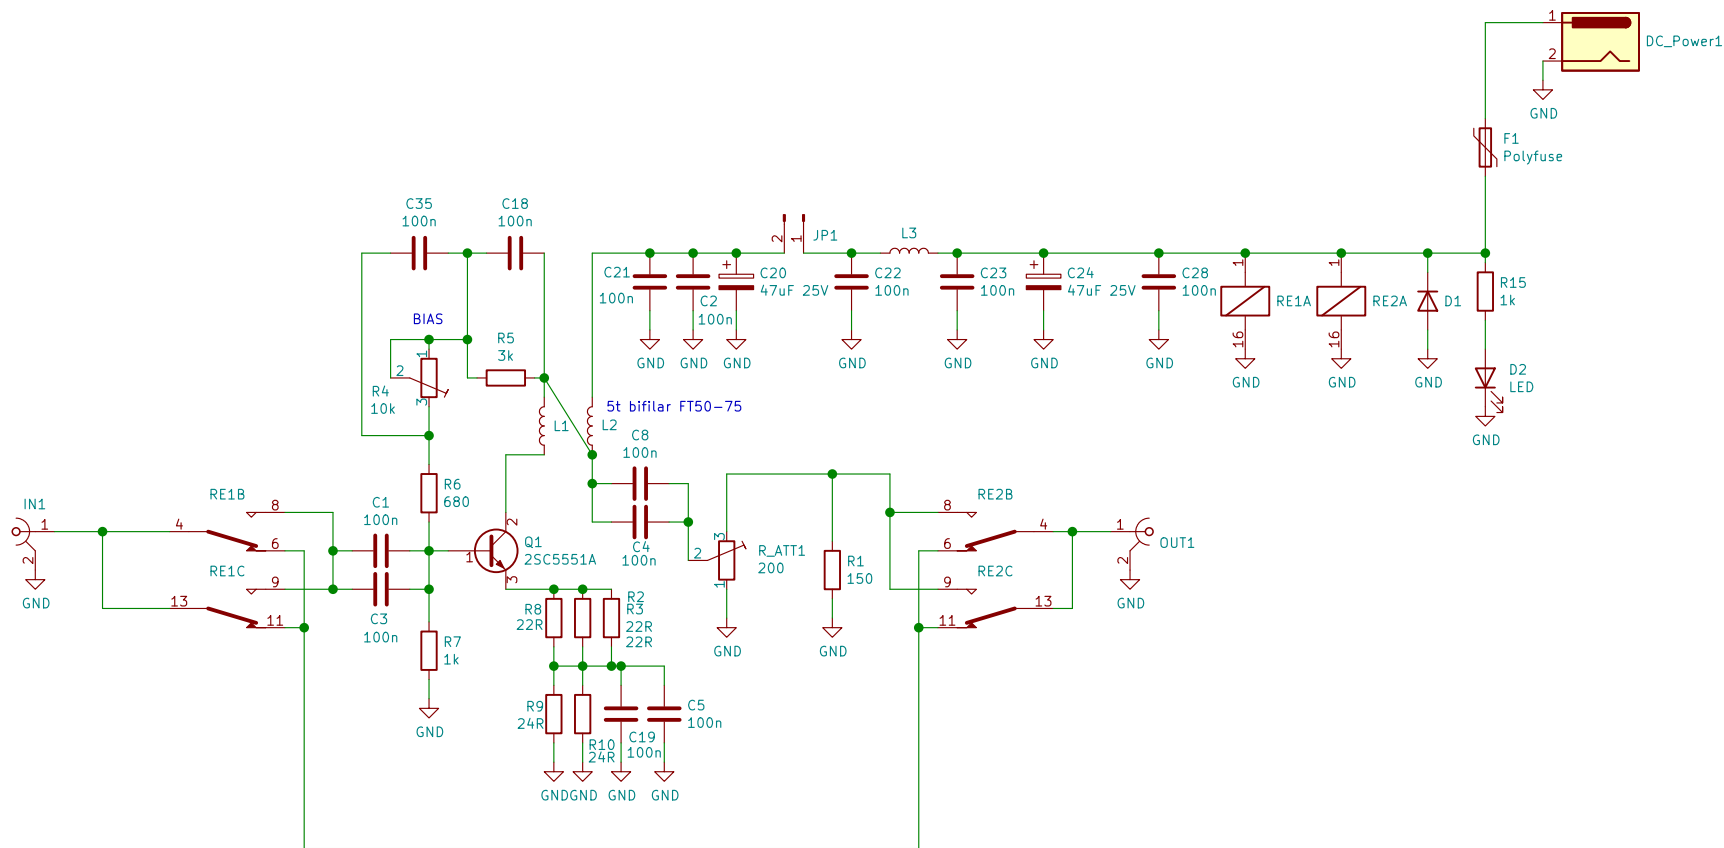 1
DC_Power1
2
GND
F1
Polyfuse
C35
100n
C18
100n
2
1
JP1
L3
C21
100n
C2
100n
+
C20
47uF 25V
C22
100n
C23
100n
+
C24
47uF 25V
C28
100n
1
RE1A
16
1
RE2A
16
D1
R15
1k
GND
GND
GND
GND
GND
GND
GND
GND
GND
GND
D2
LED
GND
BIAS
1
2
R4
10k
3
R5
3k
5t bifilar FT50-75
L1
L2
C8
100n
C4
100n
R6
680
IN1
1
2
GND
RE1B
8
4
6
RE1C
9
13
11
C1
100n
C3
100n
2
Q1
2SC5551A
1
3
R7
1k
GND
R8
22R
R2
R3
22R
22R
R9
24R
R10
24R
C19
100n
C5
100n
GND
GND
GND
GND
3
2
R_ATT1
200
1
GND
R1
150
GND
RE2B
8
4
6
RE2C
9
13
11
1
OUT1
2
GND